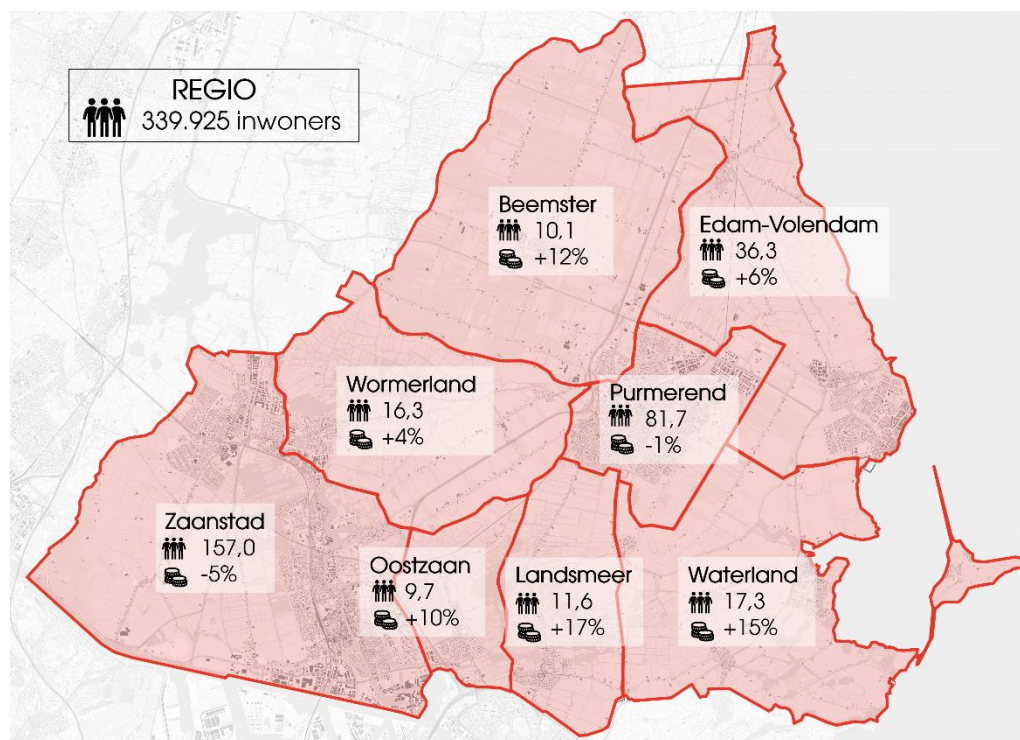 REGIO
339.925 inwoners
Beemster
10,1
+12%
Edam-Volendam
36,3
+6%
Wormerland
16,3
+4%
Purmerend
81,7
-1%
Zaanstad
157,0
-5%
Oostzaan
9,7
+10%
Landsmeer
11,6
+17%
Waterland
17,3
+15%